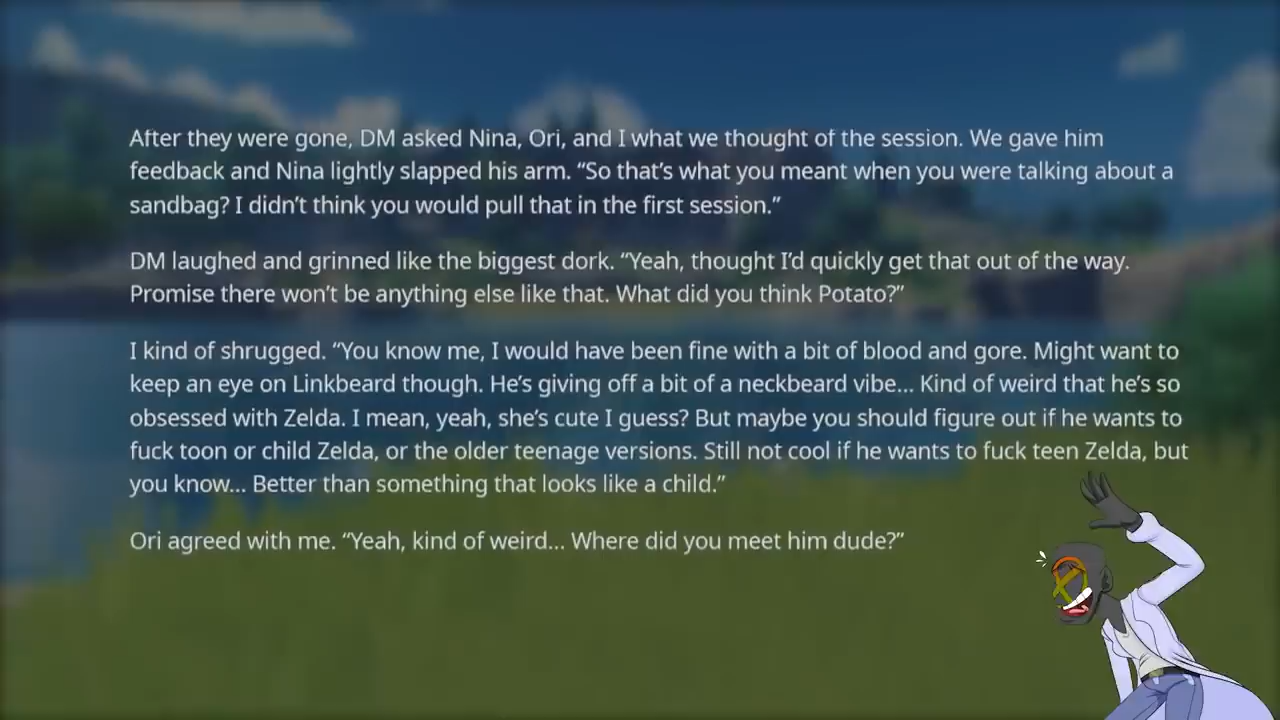 After they were gone, DM asked Nina, Ori, and I what we thought of the session. We gave him
feedback and Nina lightly slapped his arm. “So that’s what you meant when you were talking about a
sandbag? I didn’t think you would pull that in the first session.”
DM laughed and grinned like the biggest dork. “Yeah, thought I’d quickly get that out of the way.
Promise there won’t be anything else like that. What did you think Potato?”
I kind of shrugged. “You know me, I would have been fine with a bit of blood and gore. Might want to
keep an eye on Linkbeard though. He’s giving off a bit of a neckbeard vibe... Kind of weird that he’s so
obsessed with Zelda. I mean, yeah, she’s cute I guess? But maybe you should figure out if he wants to
fuck toon or child Zelda, or the older teenage versions. Still not cool if he wants to fuck teen Zelda, but
you know... Better than something that looks like a child.”
Ori agreed with me. “Yeah, kind of weird... Where did you meet him dude?”